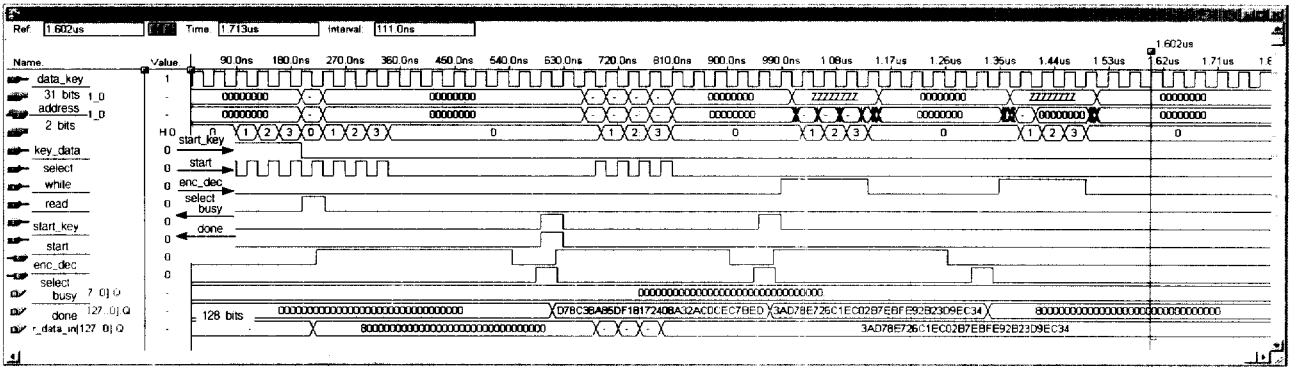 Ref: 1.602us Time: 1.713us Interval: 111.0ns
1.602us
Name: Value: 90.0ns 180.0ns 270.0ns 360.0ns 450.0ns 540.0ns 630.0ns 720.0ns 810.0ns 900.0ns 990.0ns 1.08us 1.17us 1.26us 1.35us 1.44us 1.53us 1.62us 1.71us 1.8
data_key 1
31 bits 00000000 - 00000000 - - - - 00000000 ZZZZZZZZ 00000000 ZZZZZZZZ 00000000
address 00000000 - 00000000 - - - - 00000000 - - - 00000000 00000000 00000000
2 bits H 0 0 1 2 3 0 1 2 3 0 1 2 3 0 1 2 3 0 1 2 3 0
key_data 0 start_key
select 0 start
while 0 enc_dec
read 0 select
start_key 0 busy
start 0 done
enc_dec 0
select 0
busy 7..0] Q - 00000000000000000000000000000000
done 127..0] Q - 128 bits 00000000000000000000000000000000 D78C3BA85DF18172408A32AC0CEC7BED 3AD78E726C1EC02B7EBFE92B23D9EC34 80000000000000000000000000000000
r_data_in[127..0] Q - 80000000000000000000000000000000 - - - 3AD78E726C1EC02B7EBFE92B23D9EC34